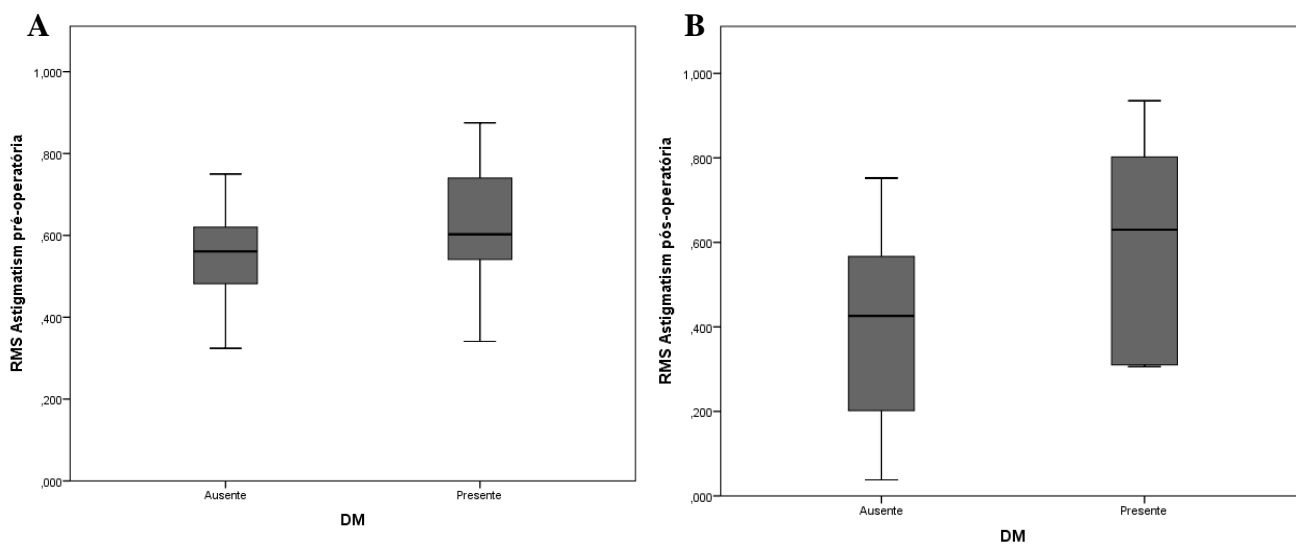 A
RMS Astigmatism pré-operatória
1,000
,800
,600
,400
,200
,000
Ausente
Presente
DM
B
RMS Astigmatism pós-operatória
1,000
,800
,600
,400
,200
,000
Ausente
Presente
DM